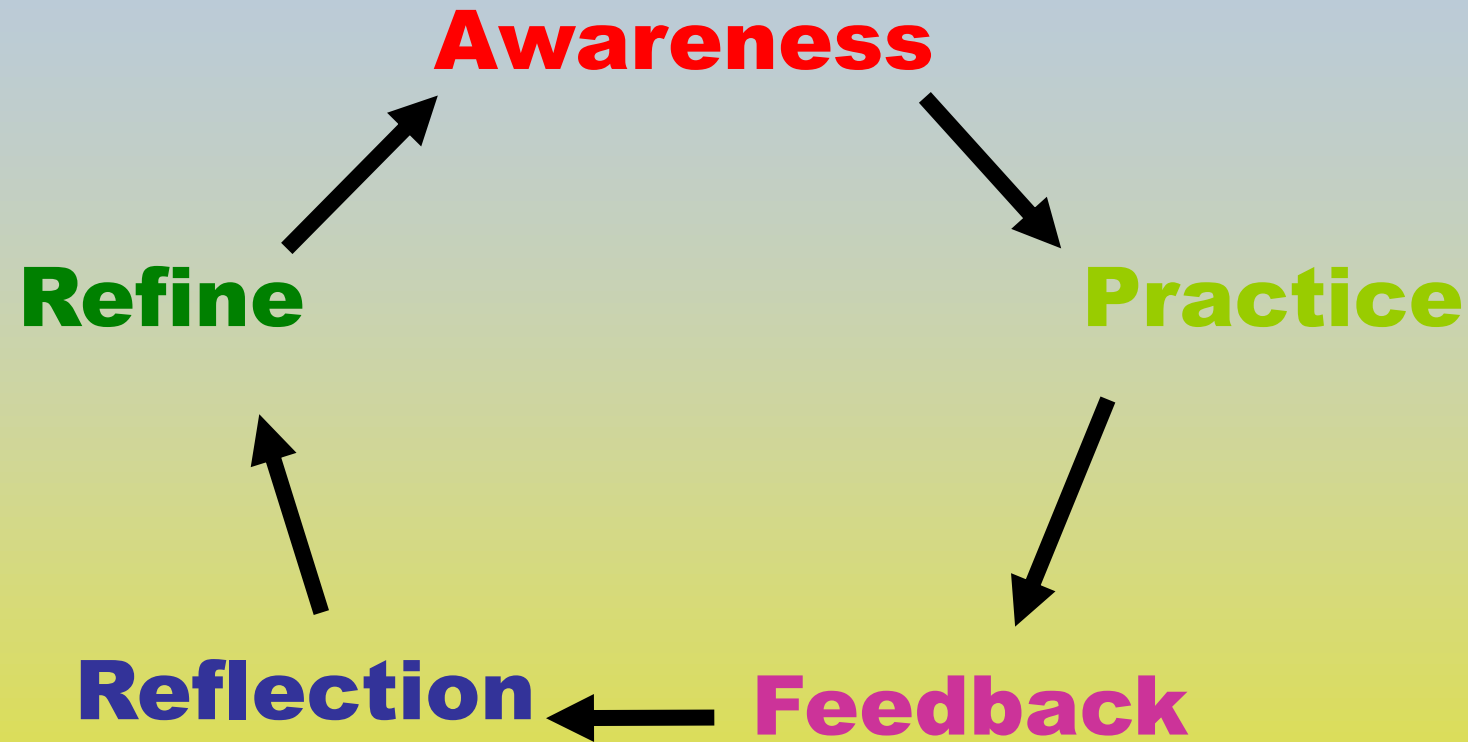 Awareness
Refine
Practice
Reflection
Feedback